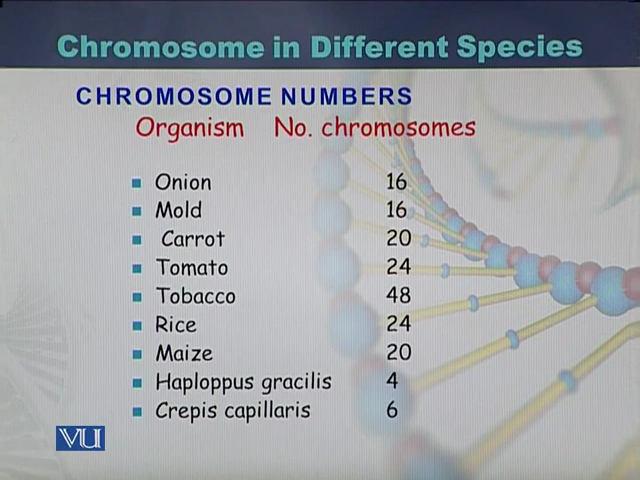 Chromosome in Different Species
CHROMOSOME NUMBERS
Organism No. chromosomes
Onion 16
Mold 16
Carrot 20
Tomato 24
Tobacco 48
Rice 24
Maize 20
Haploppus gracilis 4
Crepis capillaris 6
VU